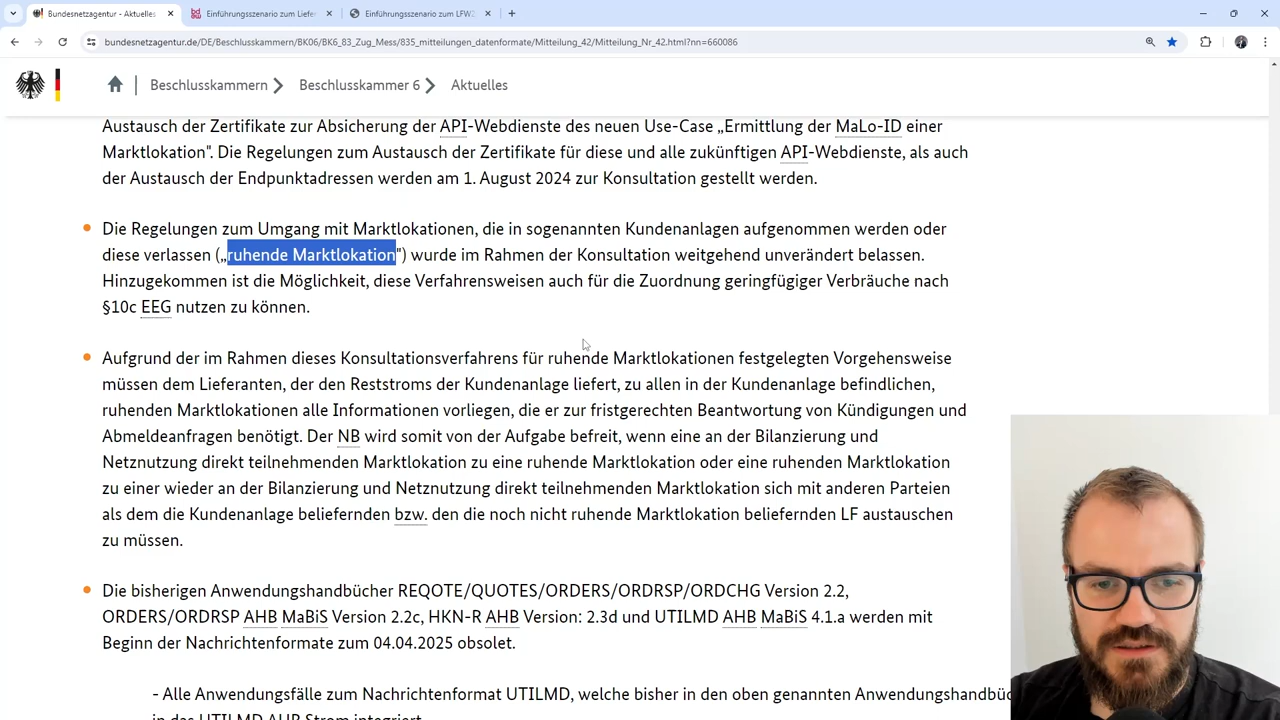 Bundesnetzagentur - Aktuelles
Einführungsszenario zum Liefer
Einführungsszenario zum LFW2
bundesnetzagentur.de/DE/Beschlusskammern/BK06/BK6_83_Zug_Mess/835_mitteilungen_datenformate/Mitteilung_42/Mitteilung_Nr_42.html?nn=660086
Beschlusskammern
Beschlusskammer 6
Aktuelles
Austausch der Zertifikate zur Absicherung der API-Webdienste des neuen Use-Case „Ermittlung der MaLo-ID einer
Marktlokation". Die Regelungen zum Austausch der Zertifikate für diese und alle zukünftigen API-Webdienste, als auch
der Austausch der Endpunktadressen werden am 1. August 2024 zur Konsultation gestellt werden.
Die Regelungen zum Umgang mit Marktlokationen, die in sogenannten Kundenanlagen aufgenommen werden oder
diese verlassen („ruhende Marktlokation") wurde im Rahmen der Konsultation weitgehend unverändert belassen.
Hinzugekommen ist die Möglichkeit, diese Verfahrensweisen auch für die Zuordnung geringfügiger Verbräuche nach
§10c EEG nutzen zu können.
Aufgrund der im Rahmen dieses Konsultationsverfahrens für ruhende Marktlokationen festgelegten Vorgehensweise
müssen dem Lieferanten, der den Reststroms der Kundenanlage liefert, zu allen in der Kundenanlage befindlichen,
ruhenden Marktlokationen alle Informationen vorliegen, die er zur fristgerechten Beantwortung von Kündigungen und
Abmeldeanfragen benötigt. Der NB wird somit von der Aufgabe befreit, wenn eine an der Bilanzierung und
Netznutzung direkt teilnehmenden Marktlokation zu eine ruhende Marktlokation oder eine ruhenden Marktlokation
zu einer wieder an der Bilanzierung und Netznutzung direkt teilnehmenden Marktlokation sich mit anderen Parteien
als dem die Kundenanlage beliefernden bzw. den die noch nicht ruhende Marktlokation beliefernden LF austauschen
zu müssen.
Die bisherigen Anwendungshandbücher REQOTE/QUOTES/ORDERS/ORDRSP/ORDCHG Version 2.2,
ORDERS/ORDRSP AHB MaBiS Version 2.2c, HKN-R AHB Version: 2.3d und UTILMD AHB MaBiS 4.1.a werden mit
Beginn der Nachrichtenformate zum 04.04.2025 obsolet.
- Alle Anwendungsfälle zum Nachrichtenformat UTILMD, welche bisher in den oben genannten Anwendungshandbüc
in das UTILMD AHB Strom integriert